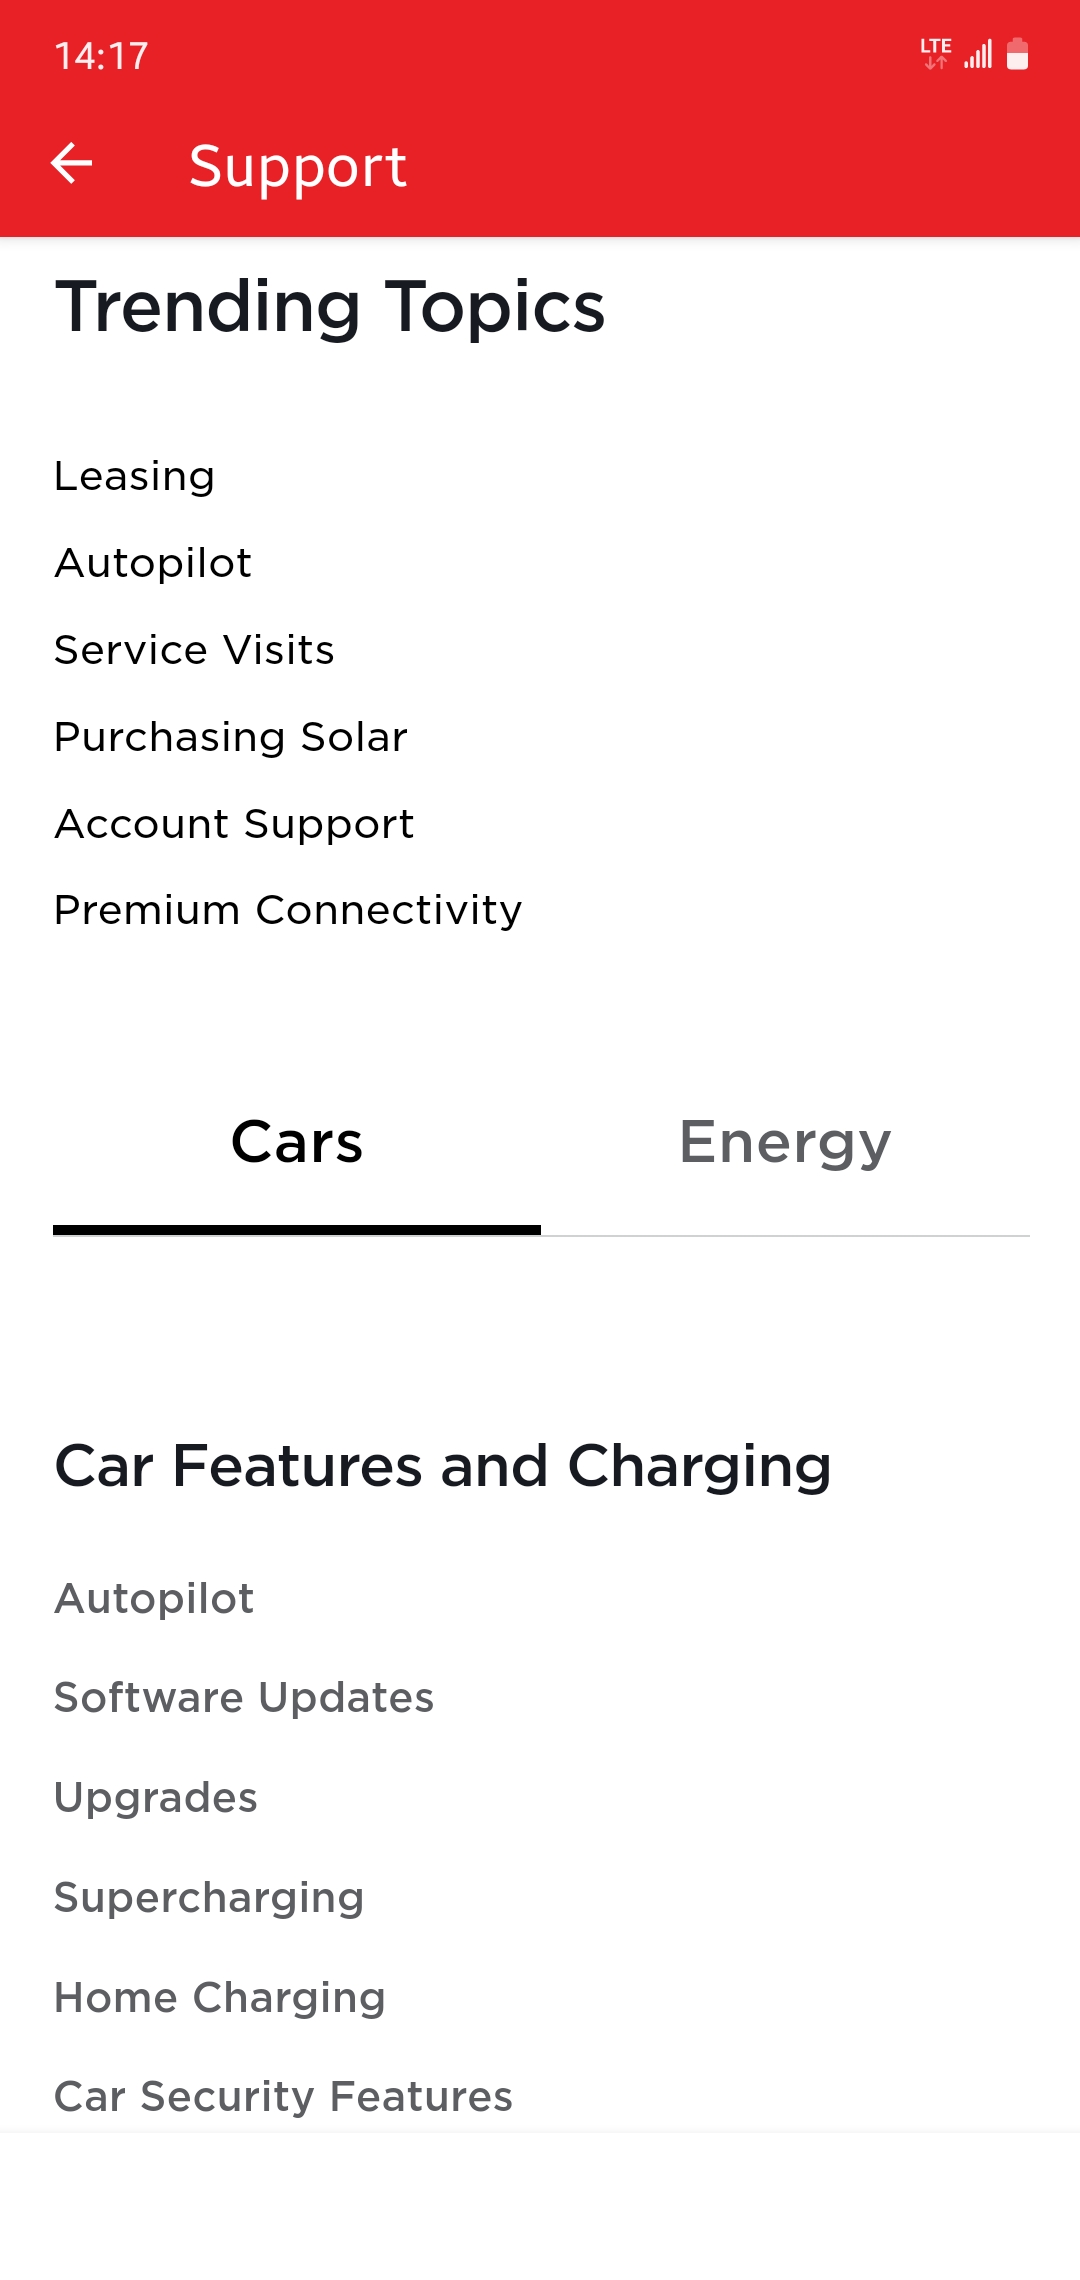 14:17
LTE
Support
Trending Topics
Leasing
Autopilot
Service Visits
Purchasing Solar
Account Support
Premium Connectivity
Cars
Energy
Car Features and Charging
Autopilot
Software Updates
Upgrades
Supercharging
Home Charging
Car Security Features